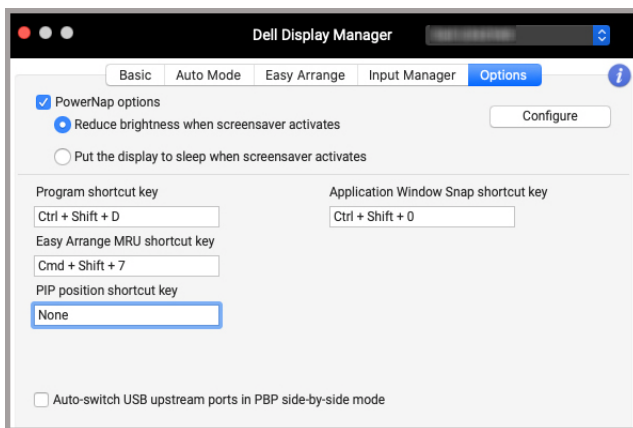 Dell Display Manager
Basic Auto Mode Easy Arrange Input Manager Options i
PowerNap options
Configure
Reduce brightness when screensaver activates
Put the display to sleep when screensaver activates
Program shortcut key Application Window Snap shortcut key
Ctrl + Shift + D Ctrl + Shift + 0
Easy Arrange MRU shortcut key
Cmd + Shift + 7
PIP position shortcut key
None
Auto-switch USB upstream ports in PBP side-by-side mode